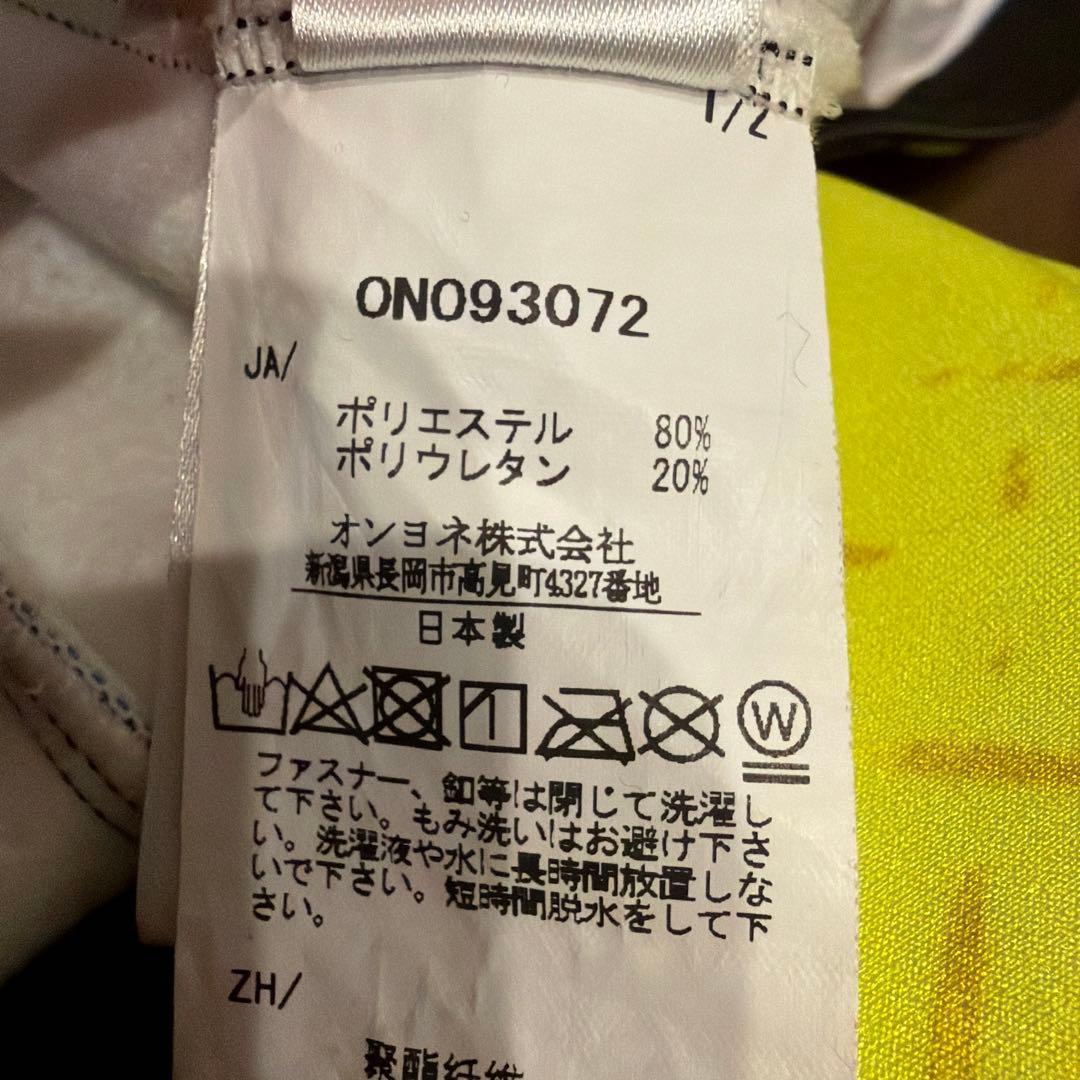 1/2
ONO93072
JA/
ポリエステル 80%
ポリウレタン 20%
オンヨネ株式会社
新潟県長岡市高見町4327番地
日本製
W
ファスナー、釦等は閉じて洗濯し
て下さい。もみ洗いはお避け下さ
い。洗濯液や水に長時間放置しな
いで下さい。短時間脱水をして下
さい。
ZH/
聚酯纤维